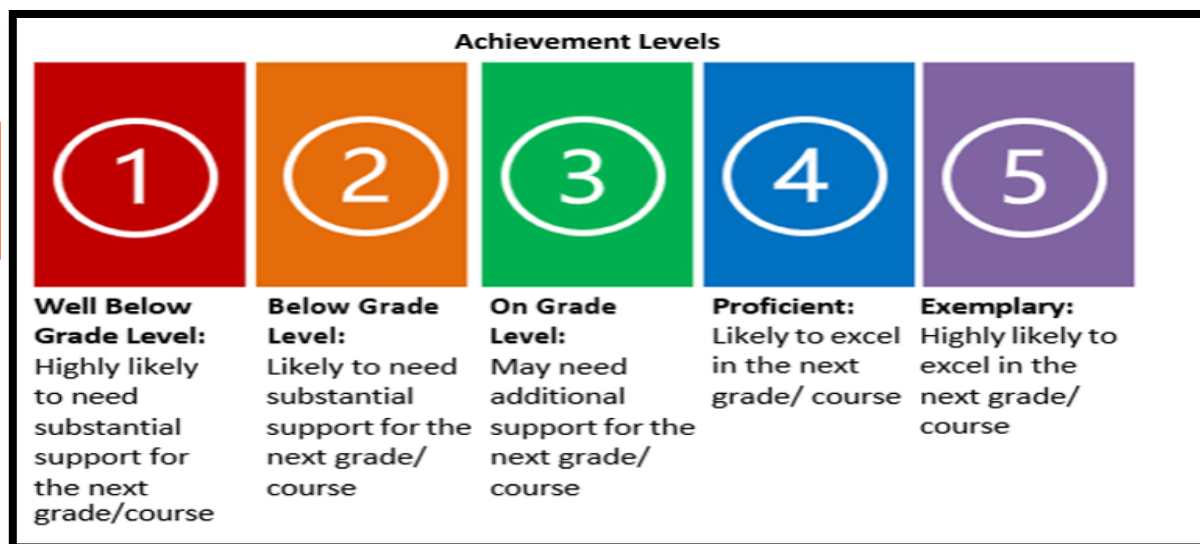 Achievement Levels
1
2
3
4
5
Well Below
Grade Level:
Highly likely
to need
substantial
support for
the next
grade/course
Below Grade
Level:
Likely to need
substantial
support for the
next grade/
course
On Grade
Level:
May need
additional
support for the
next grade/
course
Proficient:
Likely to excel
in the next
grade/ course
Exemplary:
Highly likely to
excel in the
next grade/
course